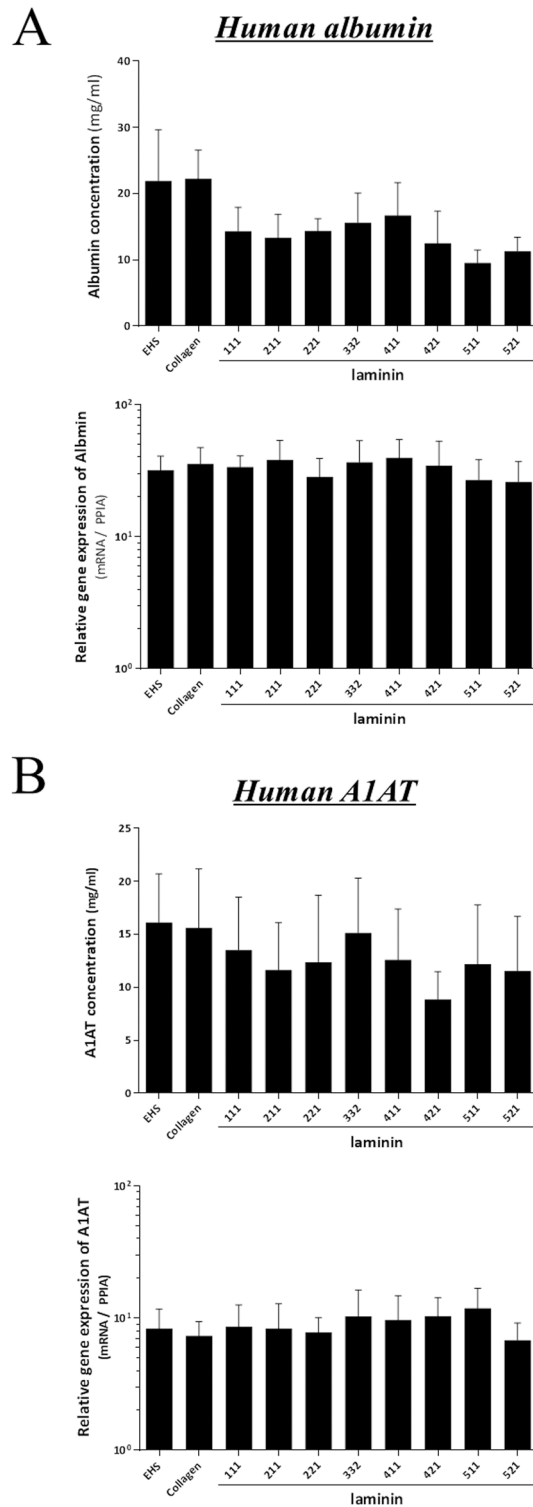 A
Human albumin
Albumin concentration (mg/ml)
40
30
20
10
0
EHS
Collagen
111
211
221
332
411
421
511
521
laminin
Relative gene expression of Albmin
(mRNA / PPIA)
10²
10¹
10⁰
EHS
Collagen
111
211
221
332
411
421
511
521
laminin
B
Human A1AT
A1AT concentration (mg/ml)
25
20
15
10
5
0
EHS
Collagen
111
211
221
332
411
421
511
521
laminin
Relative gene expression of A1AT
(mRNA / PPIA)
10²
10¹
10⁰
EHS
Collagen
111
211
221
332
411
421
511
521
laminin